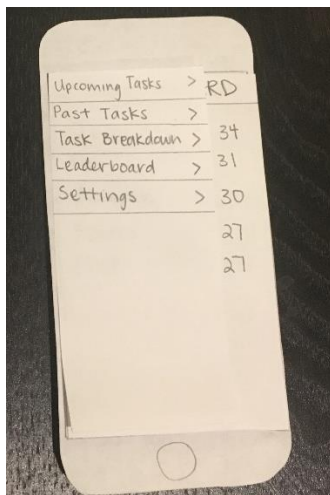 Upcoming Tasks > RD
Past Tasks >
34
Task Breakdown >
31
Leaderboard >
Settings > 30
27
27